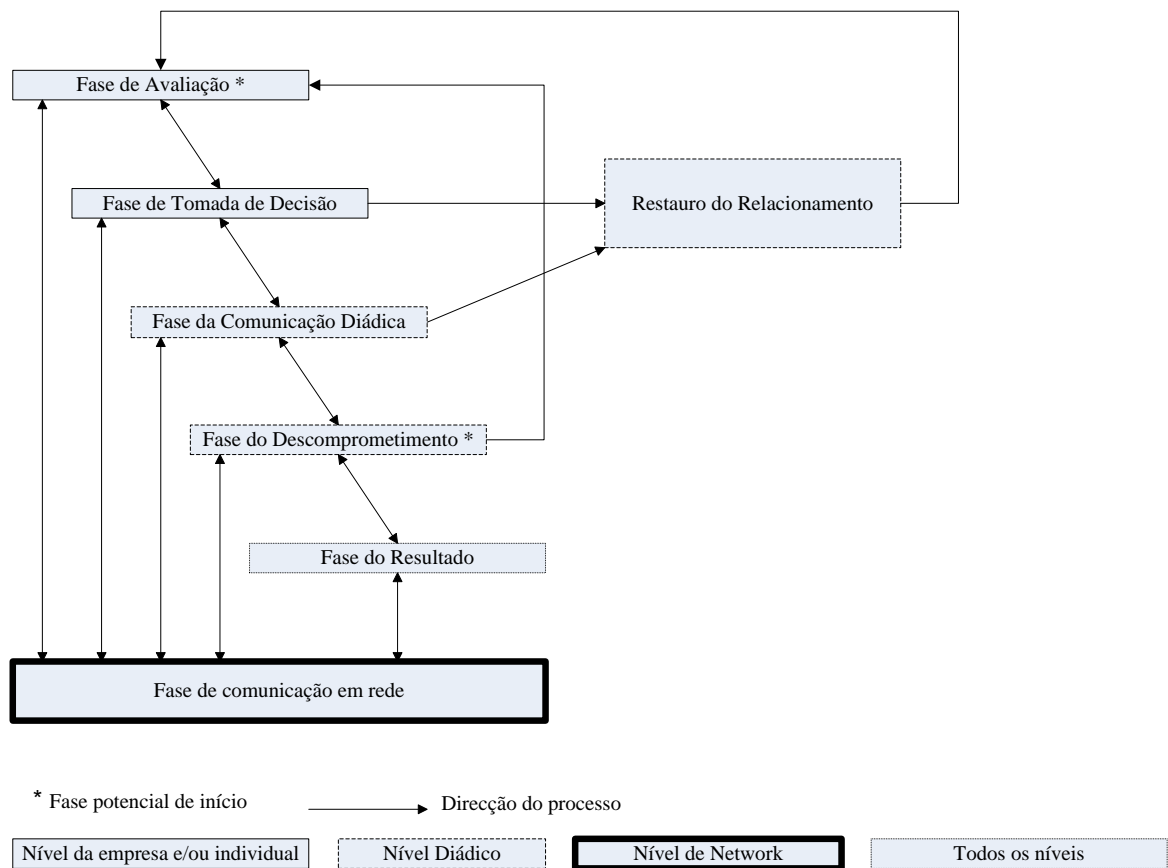 Fase de Avaliação *
Fase de Tomada de Decisão
Restauro do Relacionamento
Fase da Comunicação Diádica
Fase do Descomprometimento *
Fase do Resultado
Fase de comunicação em rede
* Fase potencial de início
Direcção do processo
Nível da empresa e/ou individual
Nível Diádico
Nível de Network
Todos os níveis